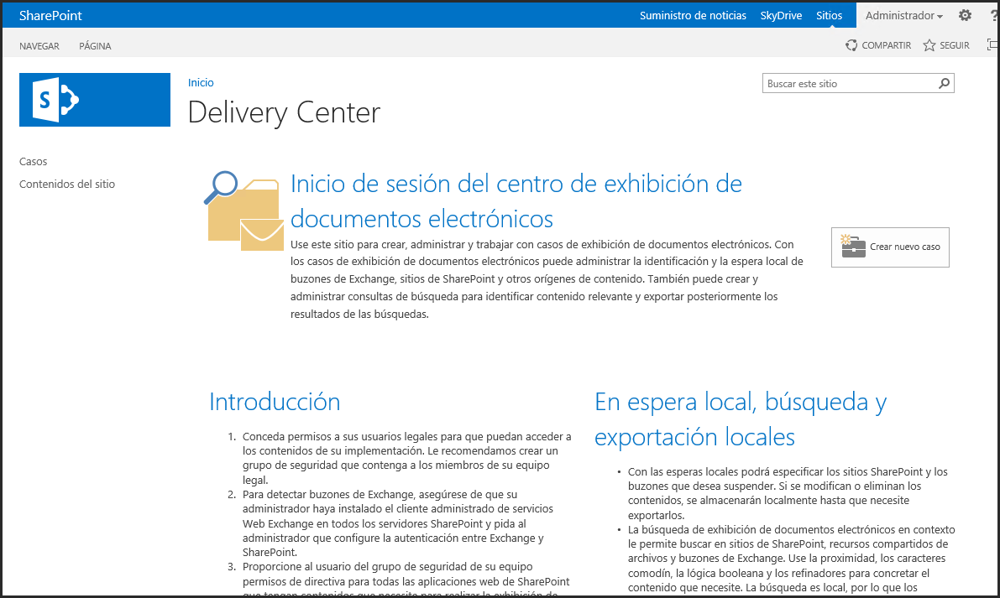 SharePoint
Suministro de noticias SkyDrive Sitios Administrador ?
NAVEGAR PÁGINA
COMPARTIR SEGUIR
S
Inicio
Buscar este sitio
Delivery Center
Casos
Contenidos del sitio
Inicio de sesión del centro de exhibición de
documentos electrónicos
Use este sitio para crear, administrar y trabajar con casos de exhibición de documentos electrónicos. Con
los casos de exhibición de documentos electrónicos puede administrar la identificación y la espera local de
buzones de Exchange, sitios de SharePoint y otros orígenes de contenido. También puede crear y
administrar consultas de búsqueda para identificar contenido relevante y exportar posteriormente los
resultados de las búsquedas.
Crear nuevo caso
Introducción
1. Conceda permisos a sus usuarios legales para que puedan acceder a
los contenidos de su implementación. Le recomendamos crear un
grupo de seguridad que contenga a los miembros de su equipo
legal.
2. Para detectar buzones de Exchange, asegúrese de que su
administrador haya instalado el cliente administrado de servicios
Web Exchange en todos los servidores SharePoint y pida al
administrador que configure la autenticación entre Exchange y
SharePoint.
3. Proporcione al usuario del grupo de seguridad de su equipo
permisos de directiva para todas las aplicaciones web de SharePoint
que tengan contenidos que necesite para realizar la exhibición de
En espera local, búsqueda y
exportación locales
• Con las esperas locales podrá especificar los sitios SharePoint y los
buzones que desea suspender. Si se modifican o eliminan los
contenidos, se almacenarán localmente hasta que necesite
exportarlos.
• La búsqueda de exhibición de documentos electrónicos en contexto
le permite buscar en sitios de SharePoint, recursos compartidos de
archivos y buzones de Exchange. Use la proximidad, los caracteres
comodín, la lógica booleana y los refinadores para concretar el
contenido que necesite. La búsqueda es local, por lo que los